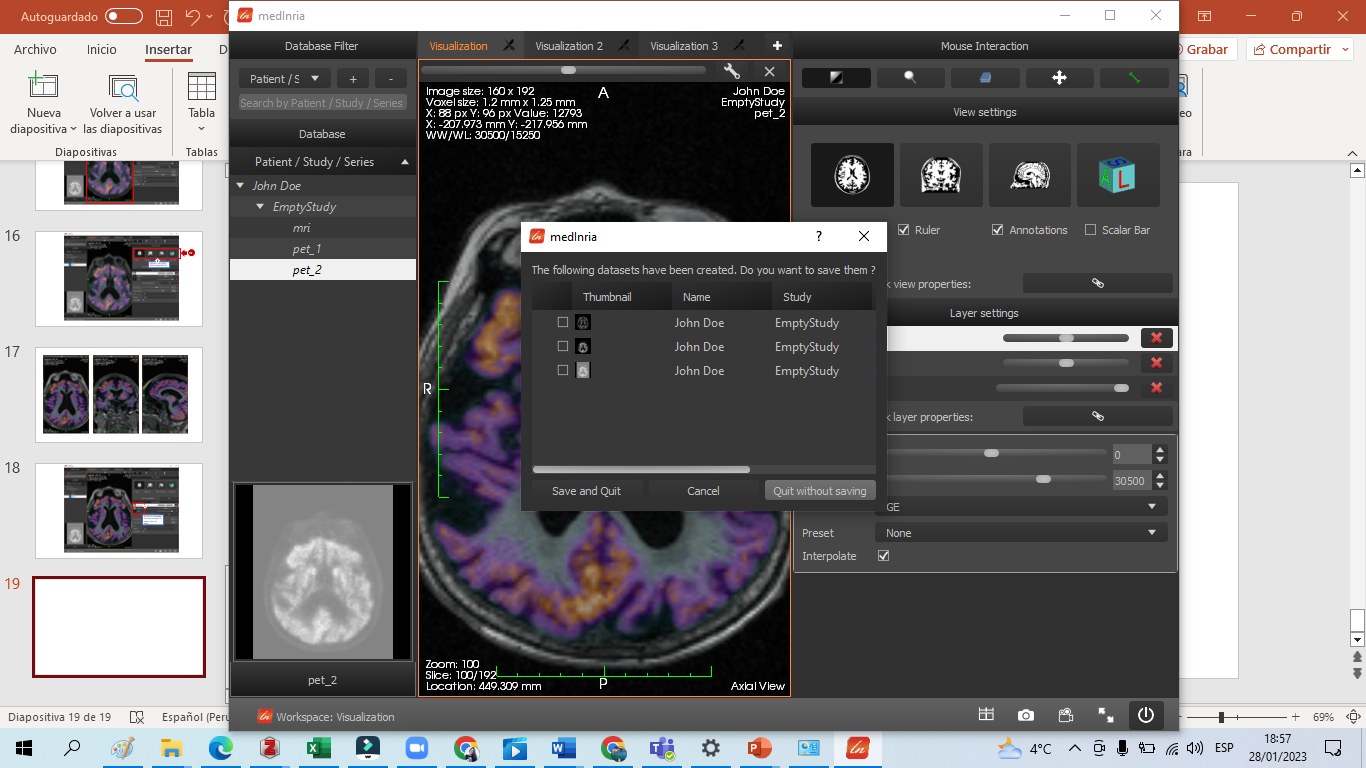 Autoguardado
medInria
Archivo
Inicio
Insertar
D
Grabar
Compartir
Nueva
diapositiva
Volver a usar
las diapositivas
Tabla
Diapositivas
Tablas
16
17
18
19
Database Filter
Patient / S
+
-
Search by Patient / Study / Series
Database
Patient / Study / Series
John Doe
EmptyStudy
mri
pet_1
pet_2
pet_2
Visualization
Visualization 2
Visualization 3
+
Image size: 160 x 192
Voxel size: 1.2 mm x 1.25 mm
X: 88 px Y: 96 px Value: 12793
X: -207.973 mm Y: -217.956 mm
WW/WL: 30500/15250
A
John Doe
EmptyStudy
pet_2
R
Zoom: 100
Slice: 100/192
Location: 449.309 mm
P
Axial View
medInria
?
The following datasets have been created. Do you want to save them ?
Thumbnail
Name
Study
John Doe
EmptyStudy
John Doe
EmptyStudy
John Doe
EmptyStudy
Save and Quit
Cancel
Quit without saving
Mouse Interaction
View settings
S
A
L
Ruler
Annotations
Scalar Bar
k view properties:
Layer settings
k layer properties:
0
30500
GE
Preset
None
Interpolate
eo
ara
Workspace: Visualization
Diapositiva 19 de 19
Español (Perú
69%
4°C
ESP
18:57
28/01/2023